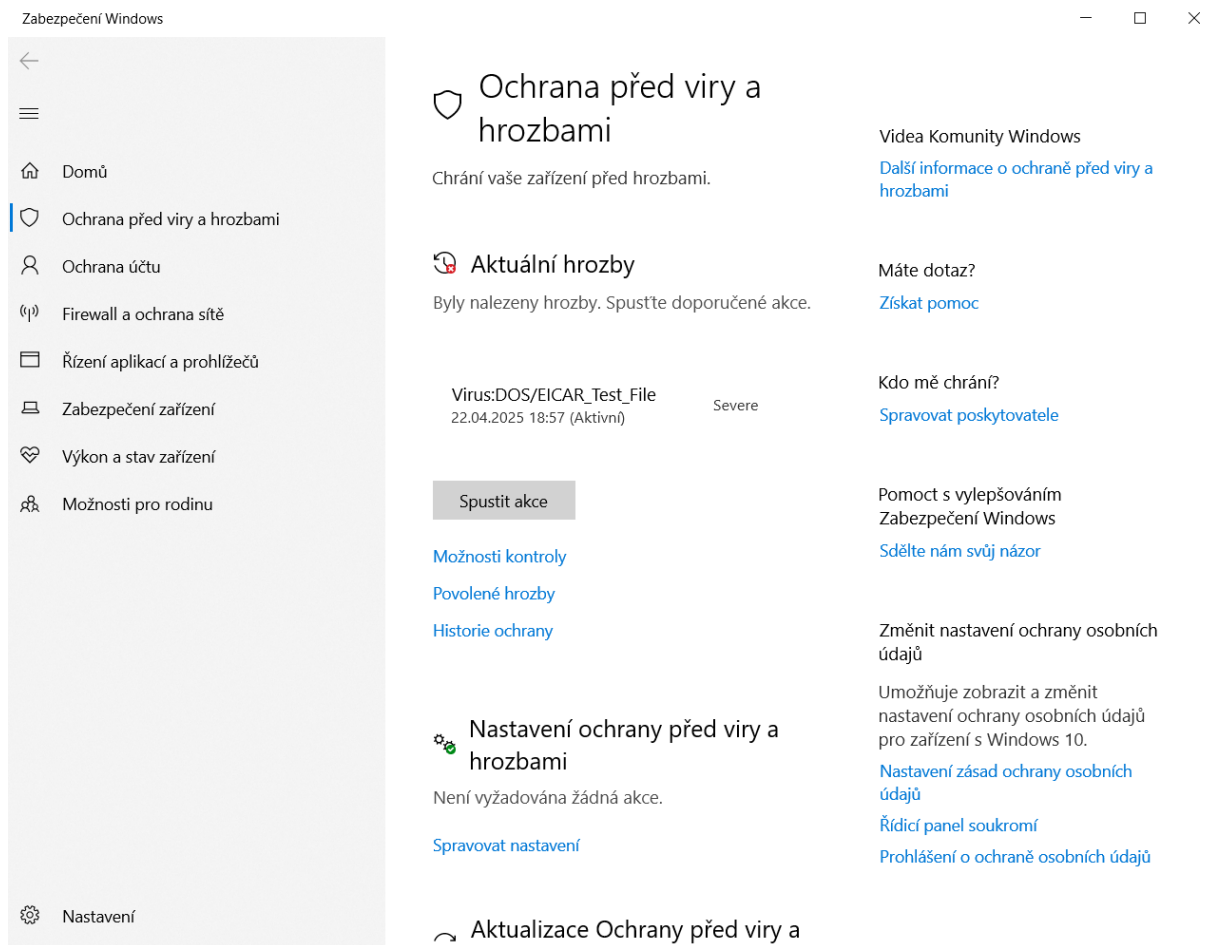 Zabezpečení Windows
Domů
Ochrana před viry a hrozbami
Ochrana účtu
Firewall a ochrana sítě
Řízení aplikací a prohlížečů
Zabezpečení zařízení
Výkon a stav zařízení
Možnosti pro rodinu
Nastavení
Ochrana před viry a
hrozbami
Chrání vaše zařízení před hrozbami.
Aktuální hrozby
Byly nalezeny hrozby. Spusťte doporučené akce.
Virus:DOS/EICAR_Test_File
22.04.2025 18:57 (Aktivní)
Severe
Spustit akce
Možnosti kontroly
Povolené hrozby
Historie ochrany
Nastavení ochrany před viry a
hrozbami
Není vyžadována žádná akce.
Spravovat nastavení
Aktualizace Ochrany před viry a
Videa Komunity Windows
Další informace o ochraně před viry a
hrozbami
Máte dotaz?
Získat pomoc
Kdo mě chrání?
Spravovat poskytovatele
Pomoct s vylepšováním
Zabezpečení Windows
Sdělte nám svůj názor
Změnit nastavení ochrany osobních
údajů
Umožňuje zobrazit a změnit
nastavení ochrany osobních údajů
pro zařízení s Windows 10.
Nastavení zásad ochrany osobních
údajů
Řídicí panel soukromí
Prohlášení o ochraně osobních údajů